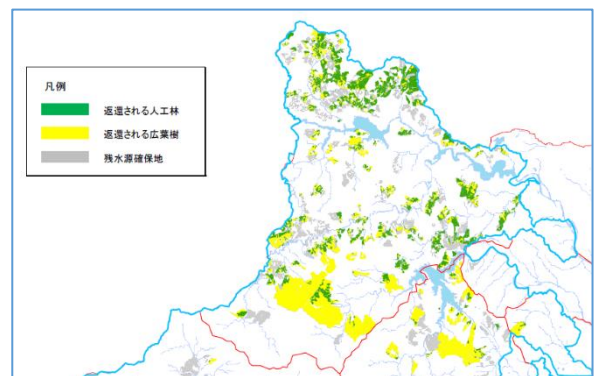 凡例
返還される人工林
返還される広葉樹
残水源確保地